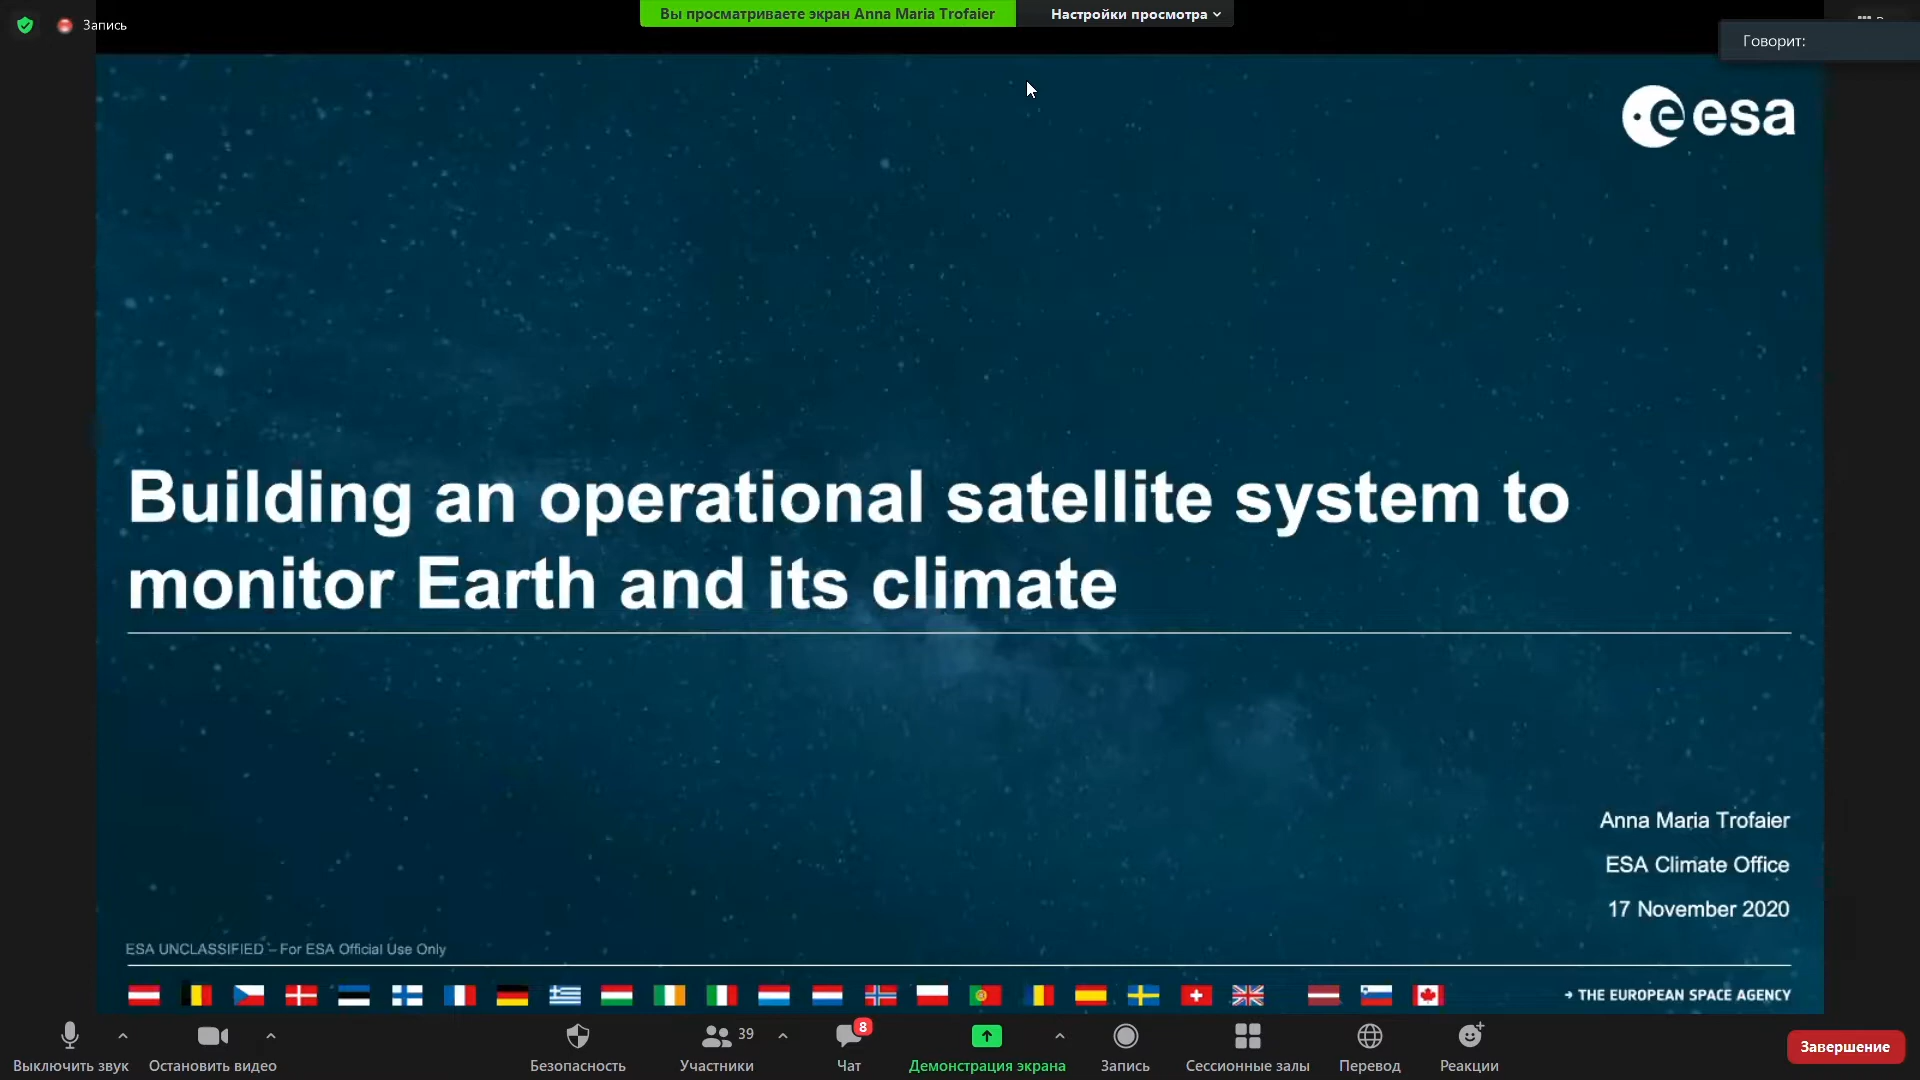 Запись
Вы просматриваете экран Anna Maria Trofaier
Настройки просмотра
Говорит:
esa
Building an operational satellite system to
monitor Earth and its climate
Anna Maria Trofaier
ESA Climate Office
17 November 2020
ESA UNCLASSIFIED – For ESA Official Use Only
→ THE EUROPEAN SPACE AGENCY
39
8
Выключить звук
Остановить видео
Безопасность
Участники
Чат
Демонстрация экрана
Запись
Сессионные залы
Перевод
Реакции
Завершение